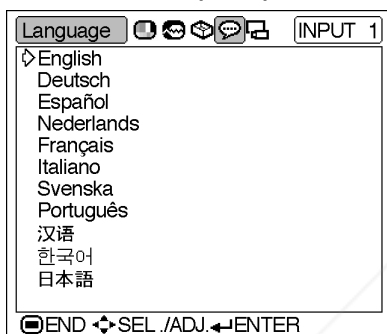 Language INPUT 1
English
Deutsch
Español
Nederlands
Français
Italiano
Svenska
Português
汉语
한국어
日本語
END SEL./ADJ. ENTER